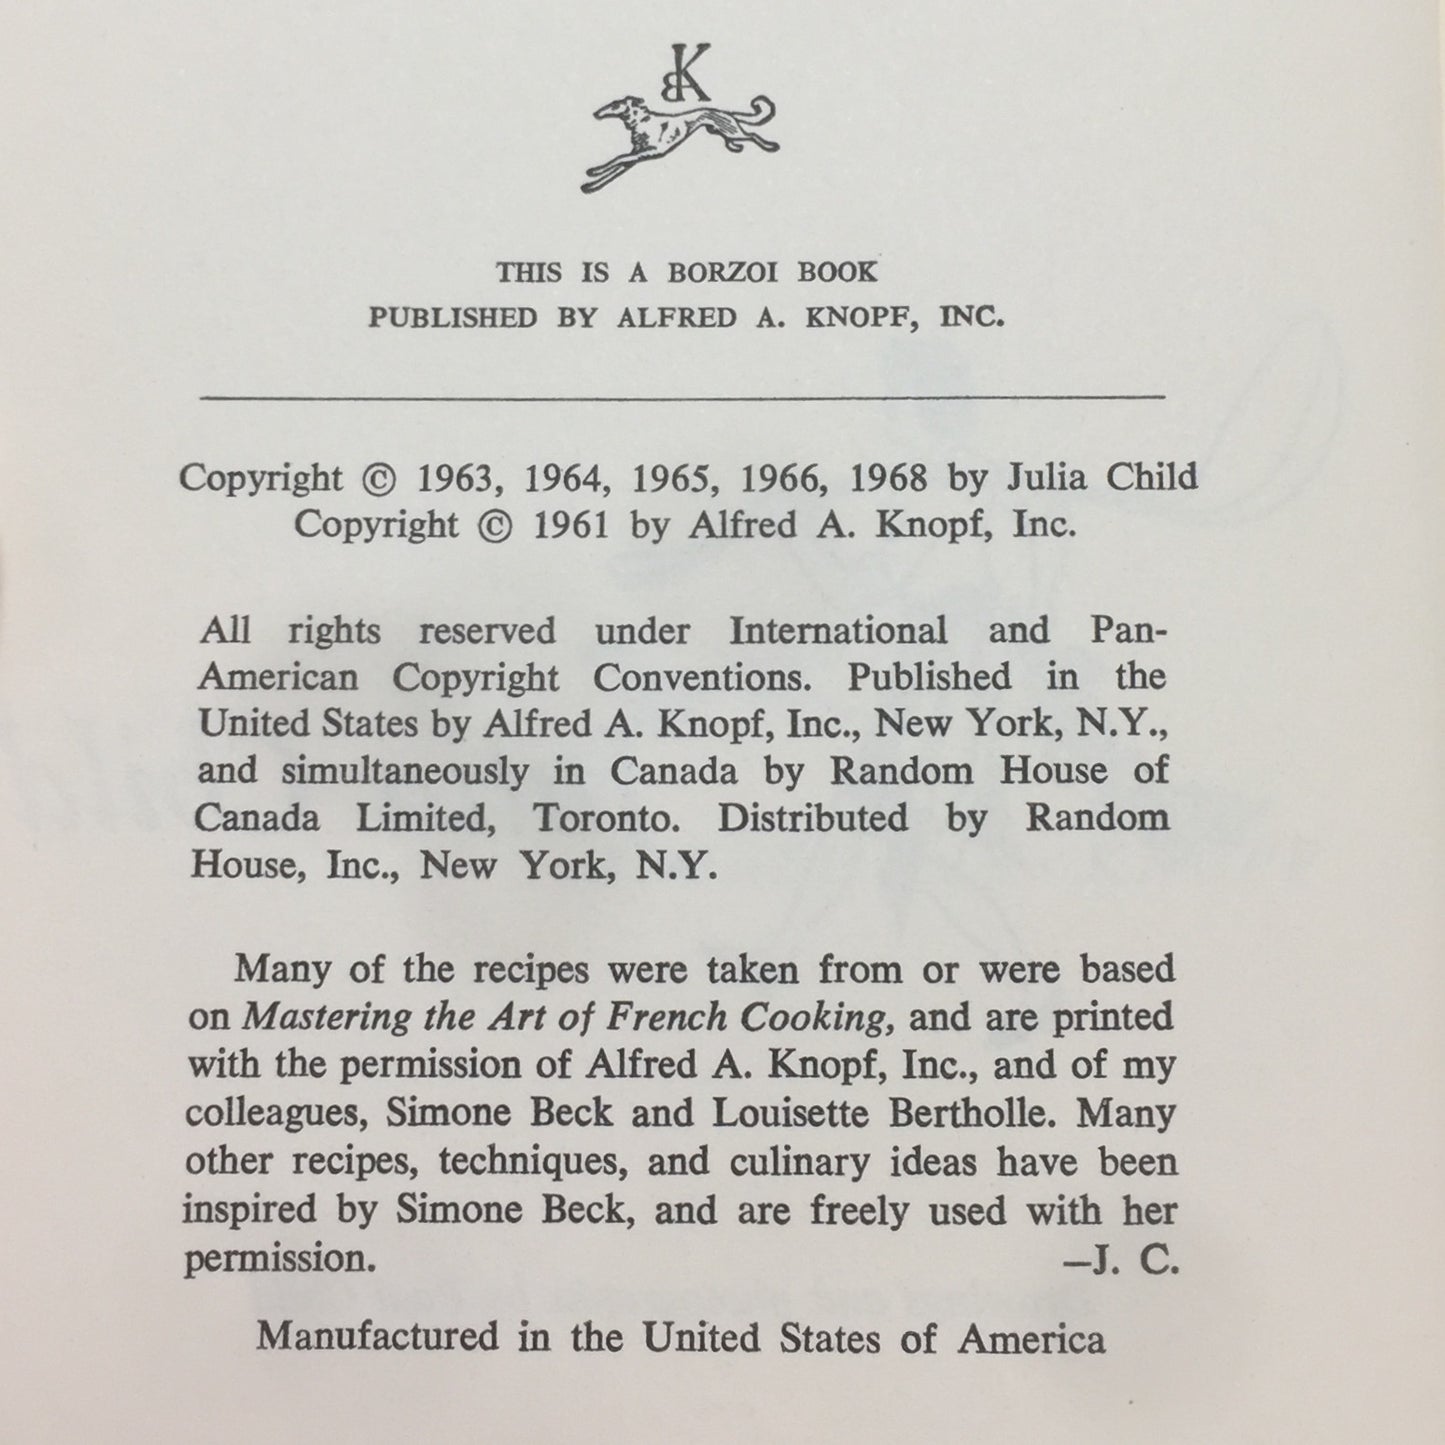 BK
THIS IS A BORZOI BOOK
PUBLISHED BY ALFRED A. KNOPF, INC.
Copyright © 1963, 1964, 1965, 1966, 1968 by Julia Child
Copyright © 1961 by Alfred A. Knopf, Inc.
All rights reserved under International and Pan-
American Copyright Conventions. Published in the
United States by Alfred A. Knopf, Inc., New York, N.Y.,
and simultaneously in Canada by Random House of
Canada Limited, Toronto. Distributed by Random
House, Inc., New York, N.Y.
Many of the recipes were taken from or were based
on Mastering the Art of French Cooking, and are printed
with the permission of Alfred A. Knopf, Inc., and of my
colleagues, Simone Beck and Louisette Bertholle. Many
other recipes, techniques, and culinary ideas have been
inspired by Simone Beck, and are freely used with her
permission. —J. C.
Manufactured in the United States of America